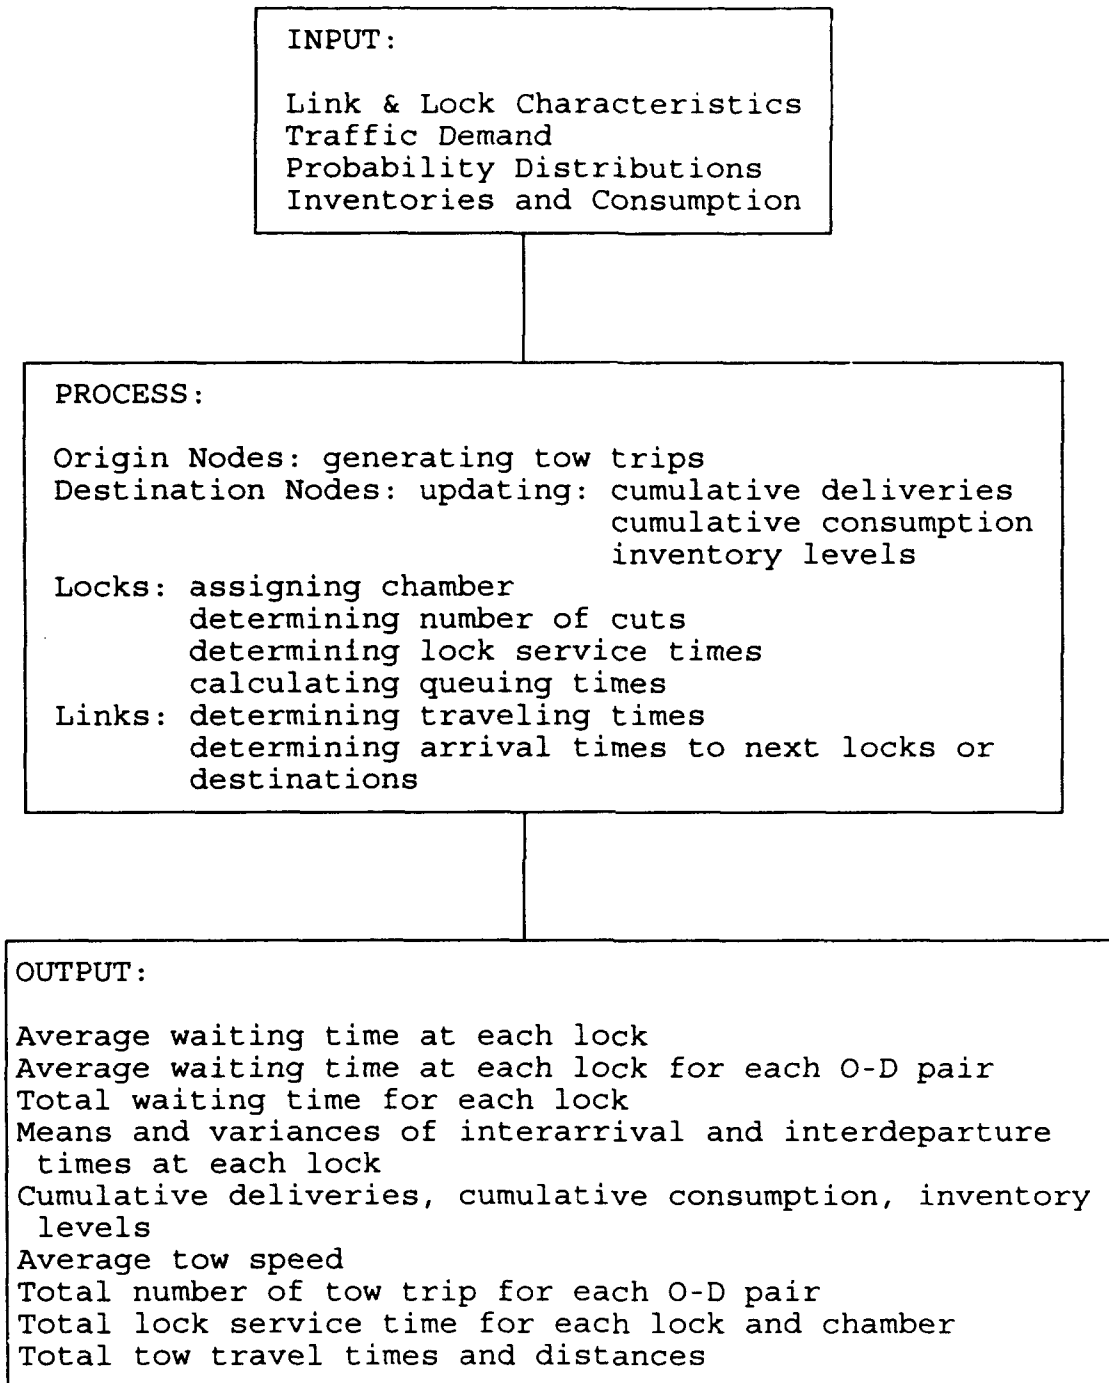 INPUT:
Link & Lock Characteristics
Traffic Demand
Probability Distributions
Inventories and Consumption
PROCESS:
Origin Nodes: generating tow trips
Destination Nodes: updating: cumulative deliveries
cumulative consumption
inventory levels
Locks: assigning chamber
determining number of cuts
determining lock service times
calculating queuing times
Links: determining traveling times
determining arrival times to next locks or
destinations
OUTPUT:
Average waiting time at each lock
Average waiting time at each lock for each O-D pair
Total waiting time for each lock
Means and variances of interarrival and interdeparture
times at each lock
Cumulative deliveries, cumulative consumption, inventory
levels
Average tow speed
Total number of tow trip for each O-D pair
Total lock service time for each lock and chamber
Total tow travel times and distances